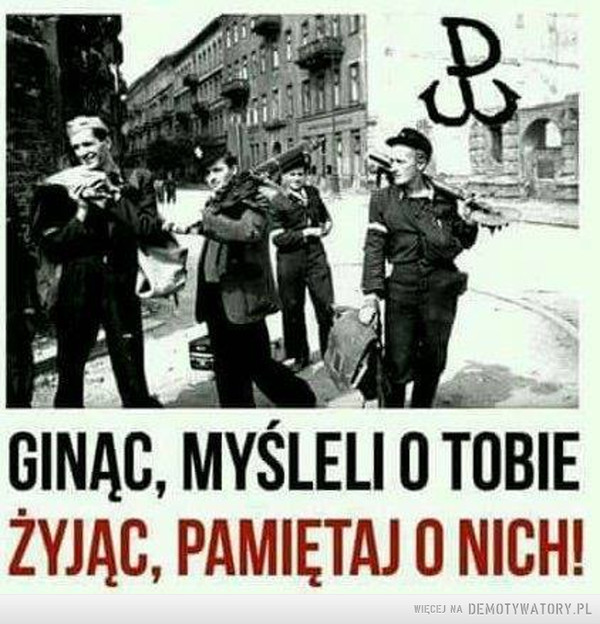 GINĄC, MYŚLELI O TOBIE
ŻYJĄC, PAMIĘTAJ O NICH!
WIĘCEJ NA DEMOTYWATORY.PL